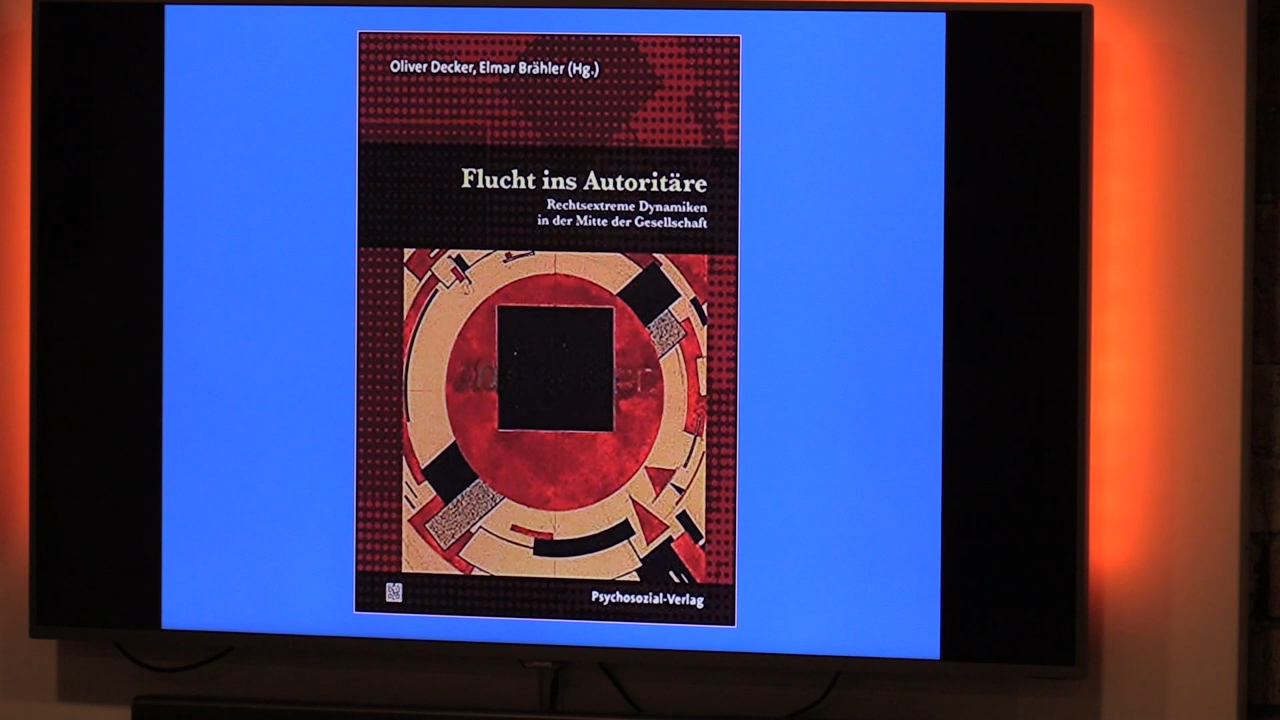 Oliver Decker, Elmar Brähler (Hg.)
Flucht ins Autoritäre
Rechtsextreme Dynamiken
in der Mitte der Gesellschaft
Psychosozial-Verlag